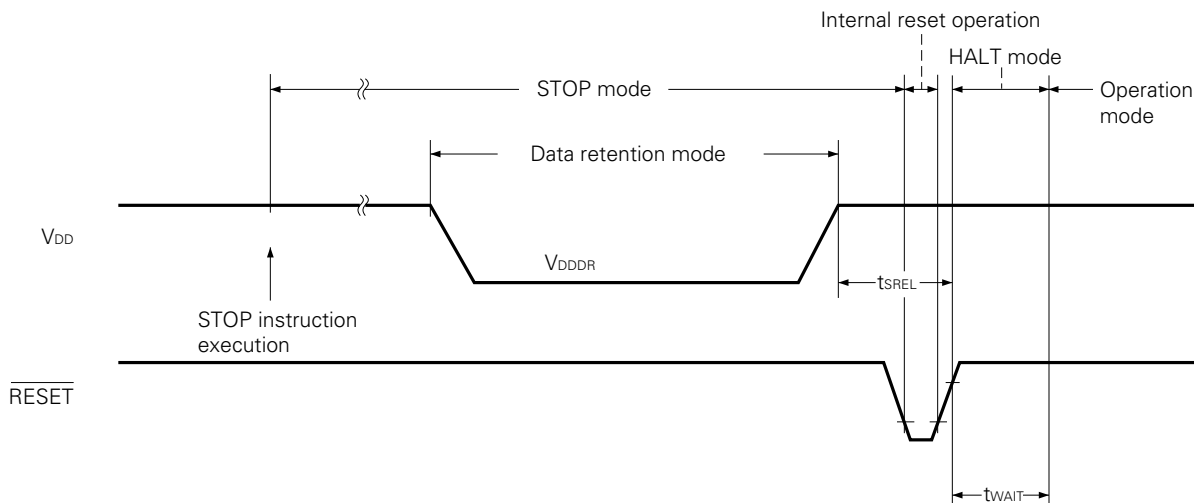 Internal reset operation
HALT mode
STOP mode
Operation
mode
Data retention mode
VDD
VDDDR
tSREL
STOP instruction
execution
RESET
tWAIT